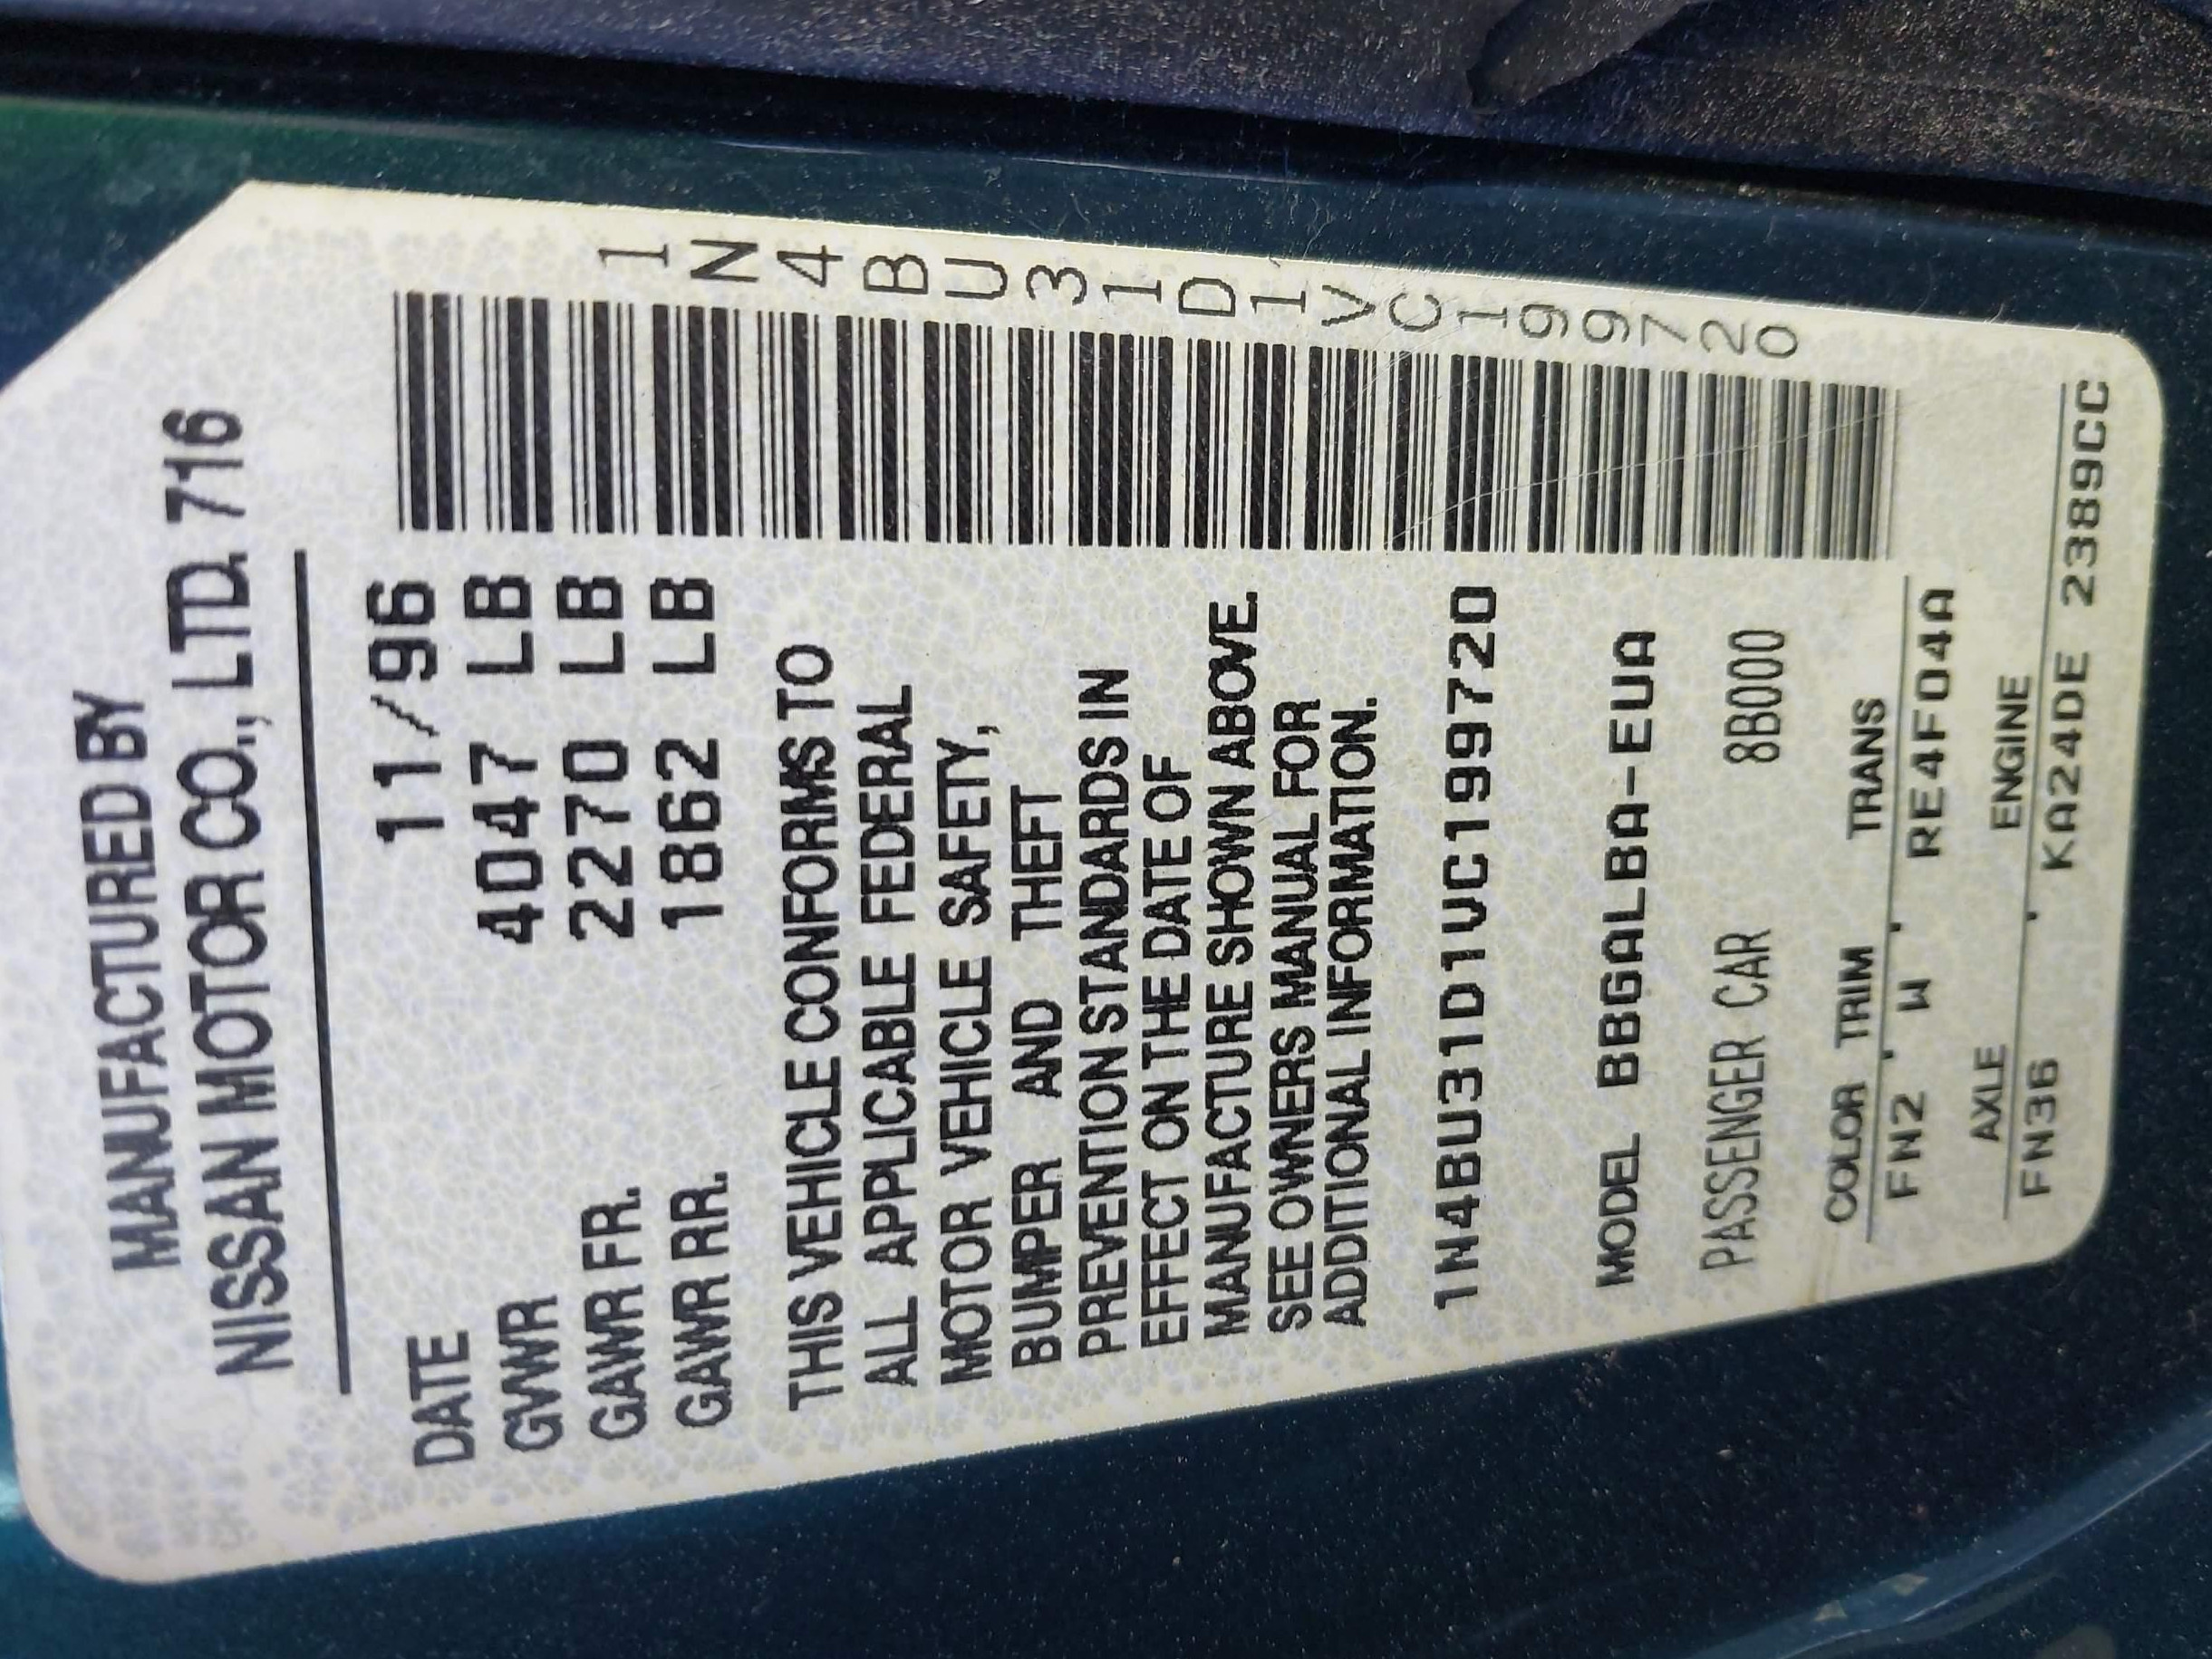 MANUFACTURED BY
NISSAN MOTOR CO., LTD. 716
DATE 11/96
GVWR 4047 LB
GAWR FR. 2270 LB
GAWR RR. 1862 LB
THIS VEHICLE CONFORMS TO
ALL APPLICABLE FEDERAL
MOTOR VEHICLE SAFETY,
BUMPER AND THEFT
PREVENTION STANDARDS IN
EFFECT ON THE DATE OF
MANUFACTURE SHOWN ABOVE.
SEE OWNERS MANUAL FOR
ADDITIONAL INFORMATION.
1N4BU31D1VC199720
MODEL BBGALBA-EUA
PASSENGER CAR 8B000
COLOR TRIM TRANS
FN2 W RE4F04A
AXLE ENGINE
FN36 KA24DE 2389CC
1N4BU31D1VC199720